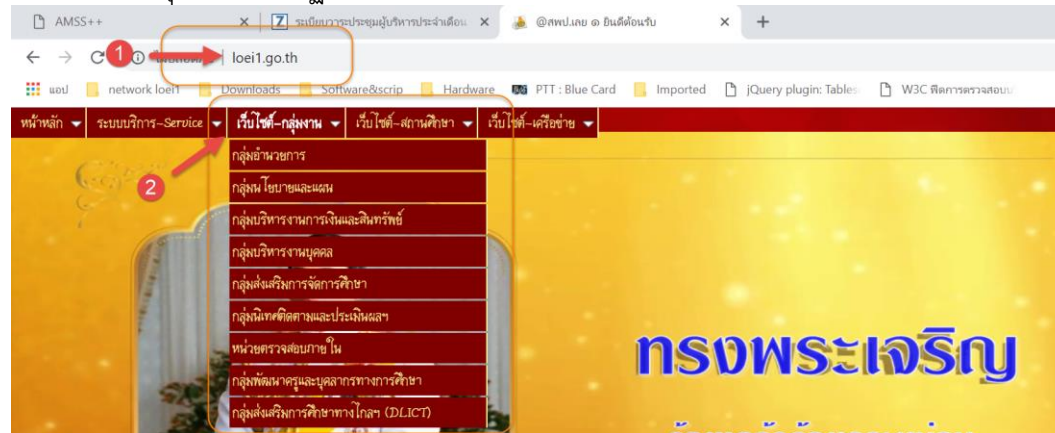 AMSS++
ระเบียบวาระประชุมผู้บริหารประจำเดือน
@สพป.เลย ๑ ยินดีต้อนรับ
1
loei1.go.th
แอป
network loei1
Downloads
Software&scrip
Hardware
PTT : Blue Card
Imported
jQuery plugin: Tables
W3C ฟิดการตรวจสอบ
หน้าหลัก
ระบบบริการ-Service
เว็บไซต์-กลุ่มงาน
เว็บไซต์-สถานศึกษา
เว็บไซต์-เครือข่าย
2
กลุ่มอำนวยการ
กลุ่มนโยบายและแผน
กลุ่มบริหารงานการเงินและสินทรัพย์
กลุ่มบริหารงานบุคคล
กลุ่มส่งเสริมการจัดการศึกษา
กลุ่มนิเทศติดตามและประเมินผลฯ
หน่วยตรวจสอบภายใน
กลุ่มพัฒนาครูและบุคลากรทางการศึกษา
กลุ่มส่งเสริมการศึกษาทางไกลฯ (DLICT)
ทรงพระเจริญ